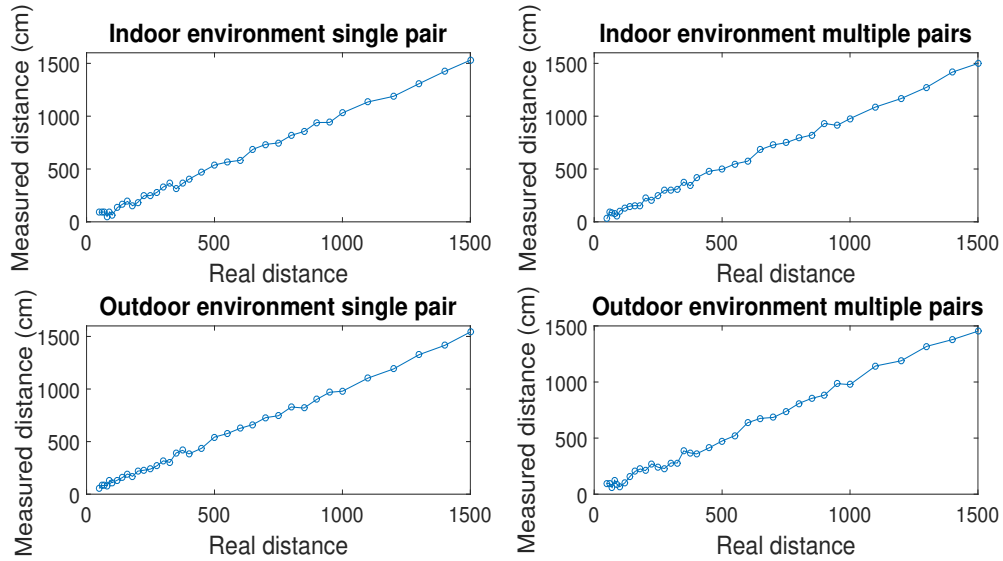 Indoor environment single pair
Measured distance (cm)
1500
1000
500
0
0 500 1000 1500
Real distance
Indoor environment multiple pairs
Measured distance (cm)
1500
1000
500
0
0 500 1000 1500
Real distance
Outdoor environment single pair
Measured distance (cm)
1500
1000
500
0
0 500 1000 1500
Real distance
Outdoor environment multiple pairs
Measured distance (cm)
1500
1000
500
0
0 500 1000 1500
Real distance